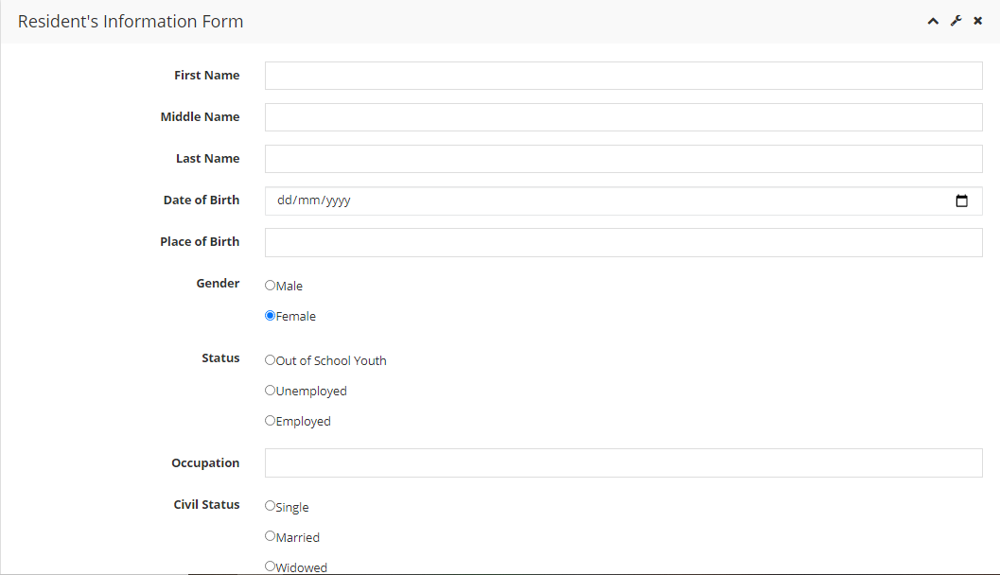 Resident's Information Form
First Name
Middle Name
Last Name
Date of Birth dd/mm/yyyy
Place of Birth
Gender Male
Female
Status Out of School Youth
Unemployed
Employed
Occupation
Civil Status Single
Married
Widowed